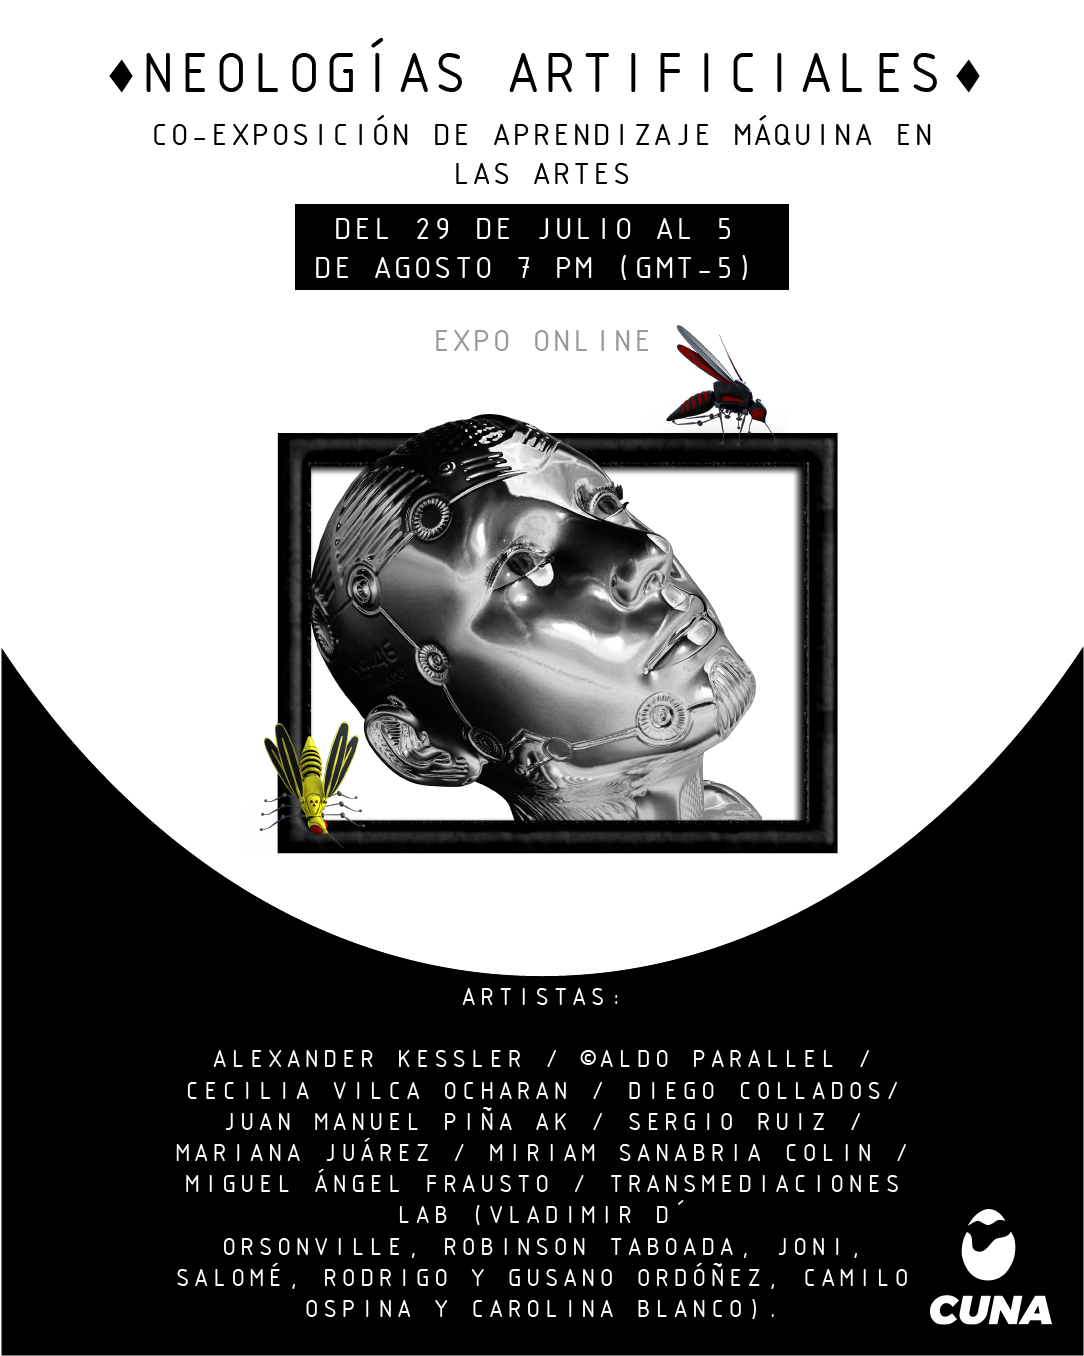 ♦NEOLOGÍAS ARTIFICIALES♦
CO-EXPOSICIÓN DE APRENDIZAJE MÁQUINA EN
LAS ARTES
DEL 29 DE JULIO AL 5
DE AGOSTO 7 PM (GMT-5)
EXPO ONLINE
ARTISTAS:
ALEXANDER KESSLER / ©ALDO PARALLEL /
CECILIA VILCA OCHARAN / DIEGO COLLADOS/
JUAN MANUEL PIÑA AK / SERGIO RUIZ /
MARIANA JUÁREZ / MIRIAM SANABRIA COLIN /
MIGUEL ÁNGEL FRAUSTO / TRANSMEDIACIONES
LAB (VLADIMIR D´
ORSONVILLE, ROBINSON TABOADA, JONI,
SALOMÉ, RODRIGO Y GUSANO ORDÓÑEZ, CAMILO
OSPINA Y CAROLINA BLANCO).
CUNA